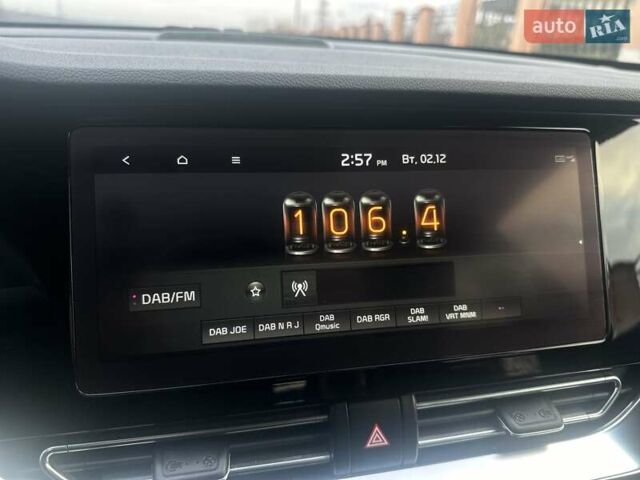 auto RIA.com
2:57 PM Вт, 02.12
106.4
DAB/FM
DAB JOE
DAB N R J
DAB
Qmusic
DAB RGR
DAB
SLAM!
DAB
VRT MNM